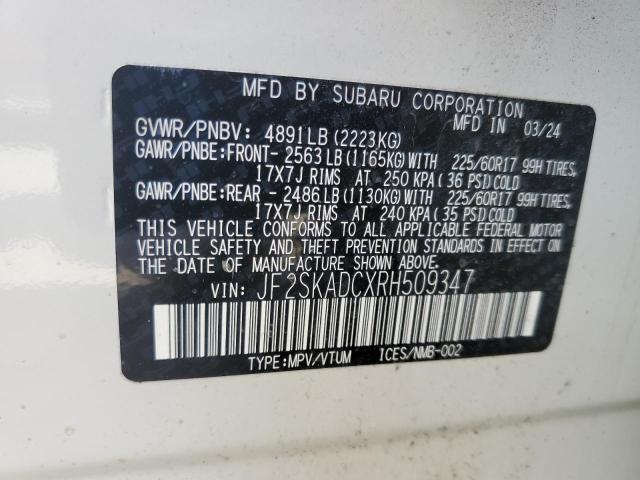 MFD BY SUBARU CORPORATION
MFD IN 03/24
GVWR/PNBV: 4891LB (2223KG)
GAWR/PNBE:FRONT- 2563LB (1165KG) WITH 225/60R17 99H TIRES,
17X7J RIMS AT 250 KPA (36 PSI) COLD
GAWR/PNBE:REAR - 2486LB (1130KG) WITH 225/60R17 99H TIRES,
17X7J RIMS AT 240 KPA (35 PSI) COLD
THIS VEHICLE CONFORMS TO ALL APPLICABLE FEDERAL MOTOR
VEHICLE SAFETY AND THEFT PREVENTION STANDARDS IN EFFECT ON
THE DATE OF MANUFACTURE SHOWN ABOVE.
VIN: JF2SKADCXRH509347
TYPE:MPV/VTUM ICES/NMB-002